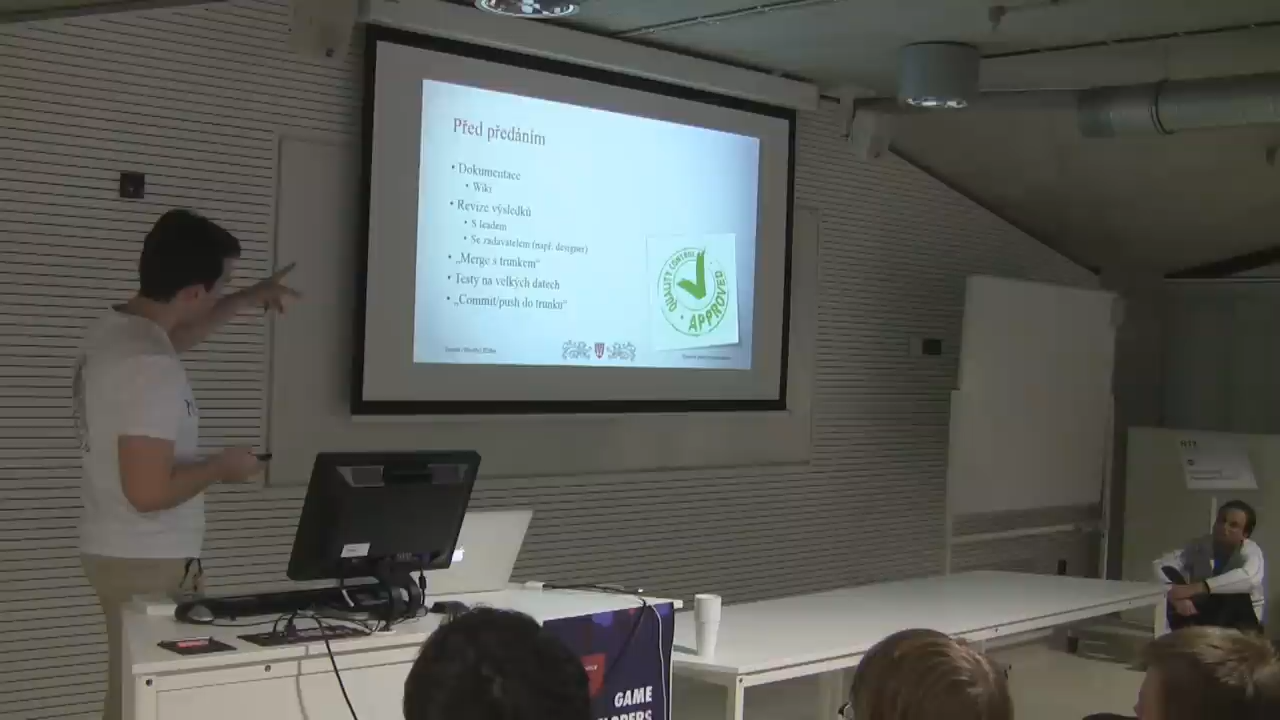 Před předáním
• Dokumentace
• Wiki
• Revize výsledků
• S leadem
• Se zadavatelem (např. designer)
• „Merge s trunkem“
• Testy na velkých datech
• „Commit/push do trunku“
QUALITY CONTROL
APPROVED
GAME